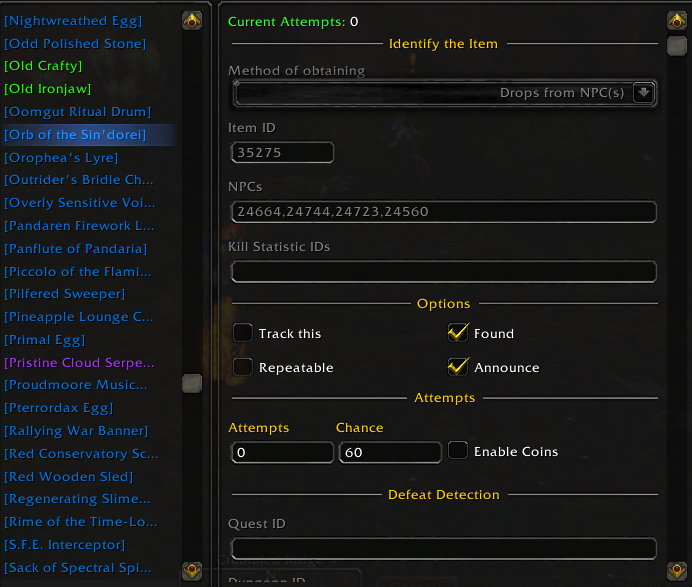 [Nightwreathed Egg]
[Odd Polished Stone]
[Old Crafty]
[Old Ironjaw]
[Oomgut Ritual Drum]
[Orb of the Sin'dorei]
[Orophea's Lyre]
[Outrider's Bridle Ch...
[Overly Sensitive Voi...
[Pandaren Firework L...
[Panflute of Pandaria]
[Piccolo of the Flami...
[Pilfered Sweeper]
[Pineapple Lounge C...
[Primal Egg]
[Pristine Cloud Serpe...
[Proudmoore Music...
[Pterrordax Egg]
[Rallying War Banner]
[Red Conservatory Sc...
[Red Wooden Sled]
[Regenerating Slime...
[Rime of the Time-Lo...
[S.F.E. Interceptor]
[Sack of Spectral Spi...
Current Attempts: 0
Identify the Item
Method of obtaining
Drops from NPC(s)
Item ID
35275
NPCs
24664,24744,24723,24560
Kill Statistic IDs
Options
Track this
Found
Repeatable
Announce
Attempts
Attempts
Chance
0
60
Enable Coins
Defeat Detection
Quest ID
Dungeon ID